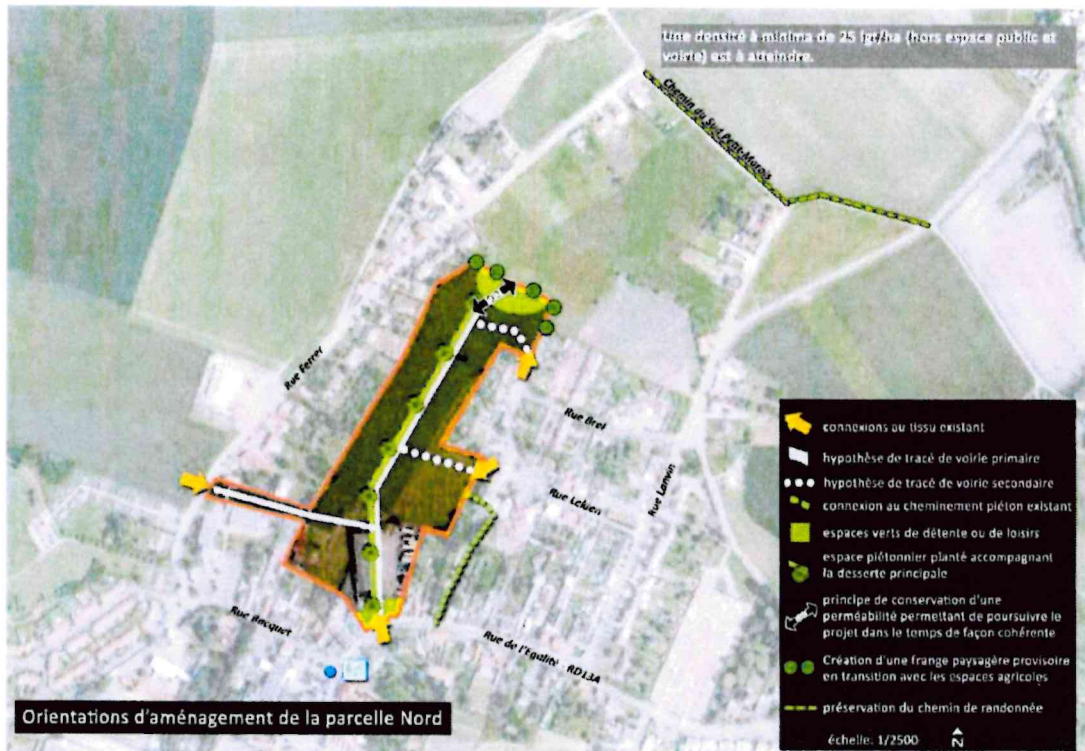 Une densité à minima de 25 lgt/ha (hors espace public et
voirie) est à atteindre.
Chemin du Sud Petit-Marais
Rue Ferrer
Rue Brel
Rue Lanvin
Rue Becquet
Rue de l'Egalité - RD13A
connexions au tissu existant
hypothèse de tracé de voirie primaire
hypothèse de tracé de voirie secondaire
connexion au cheminement piéton existant
espaces verts de détente ou de loisirs
espace piétonnier planté accompagnant
la desserte principale
principe de conservation d'une
perméabilité permettant de poursuivre le
projet dans le temps de façon cohérente
Création d'une frange paysagère provisoire
en transition avec les espaces agricoles
préservation du chemin de randonnée
échelle: 1/2500
N
Orientations d'aménagement de la parcelle Nord